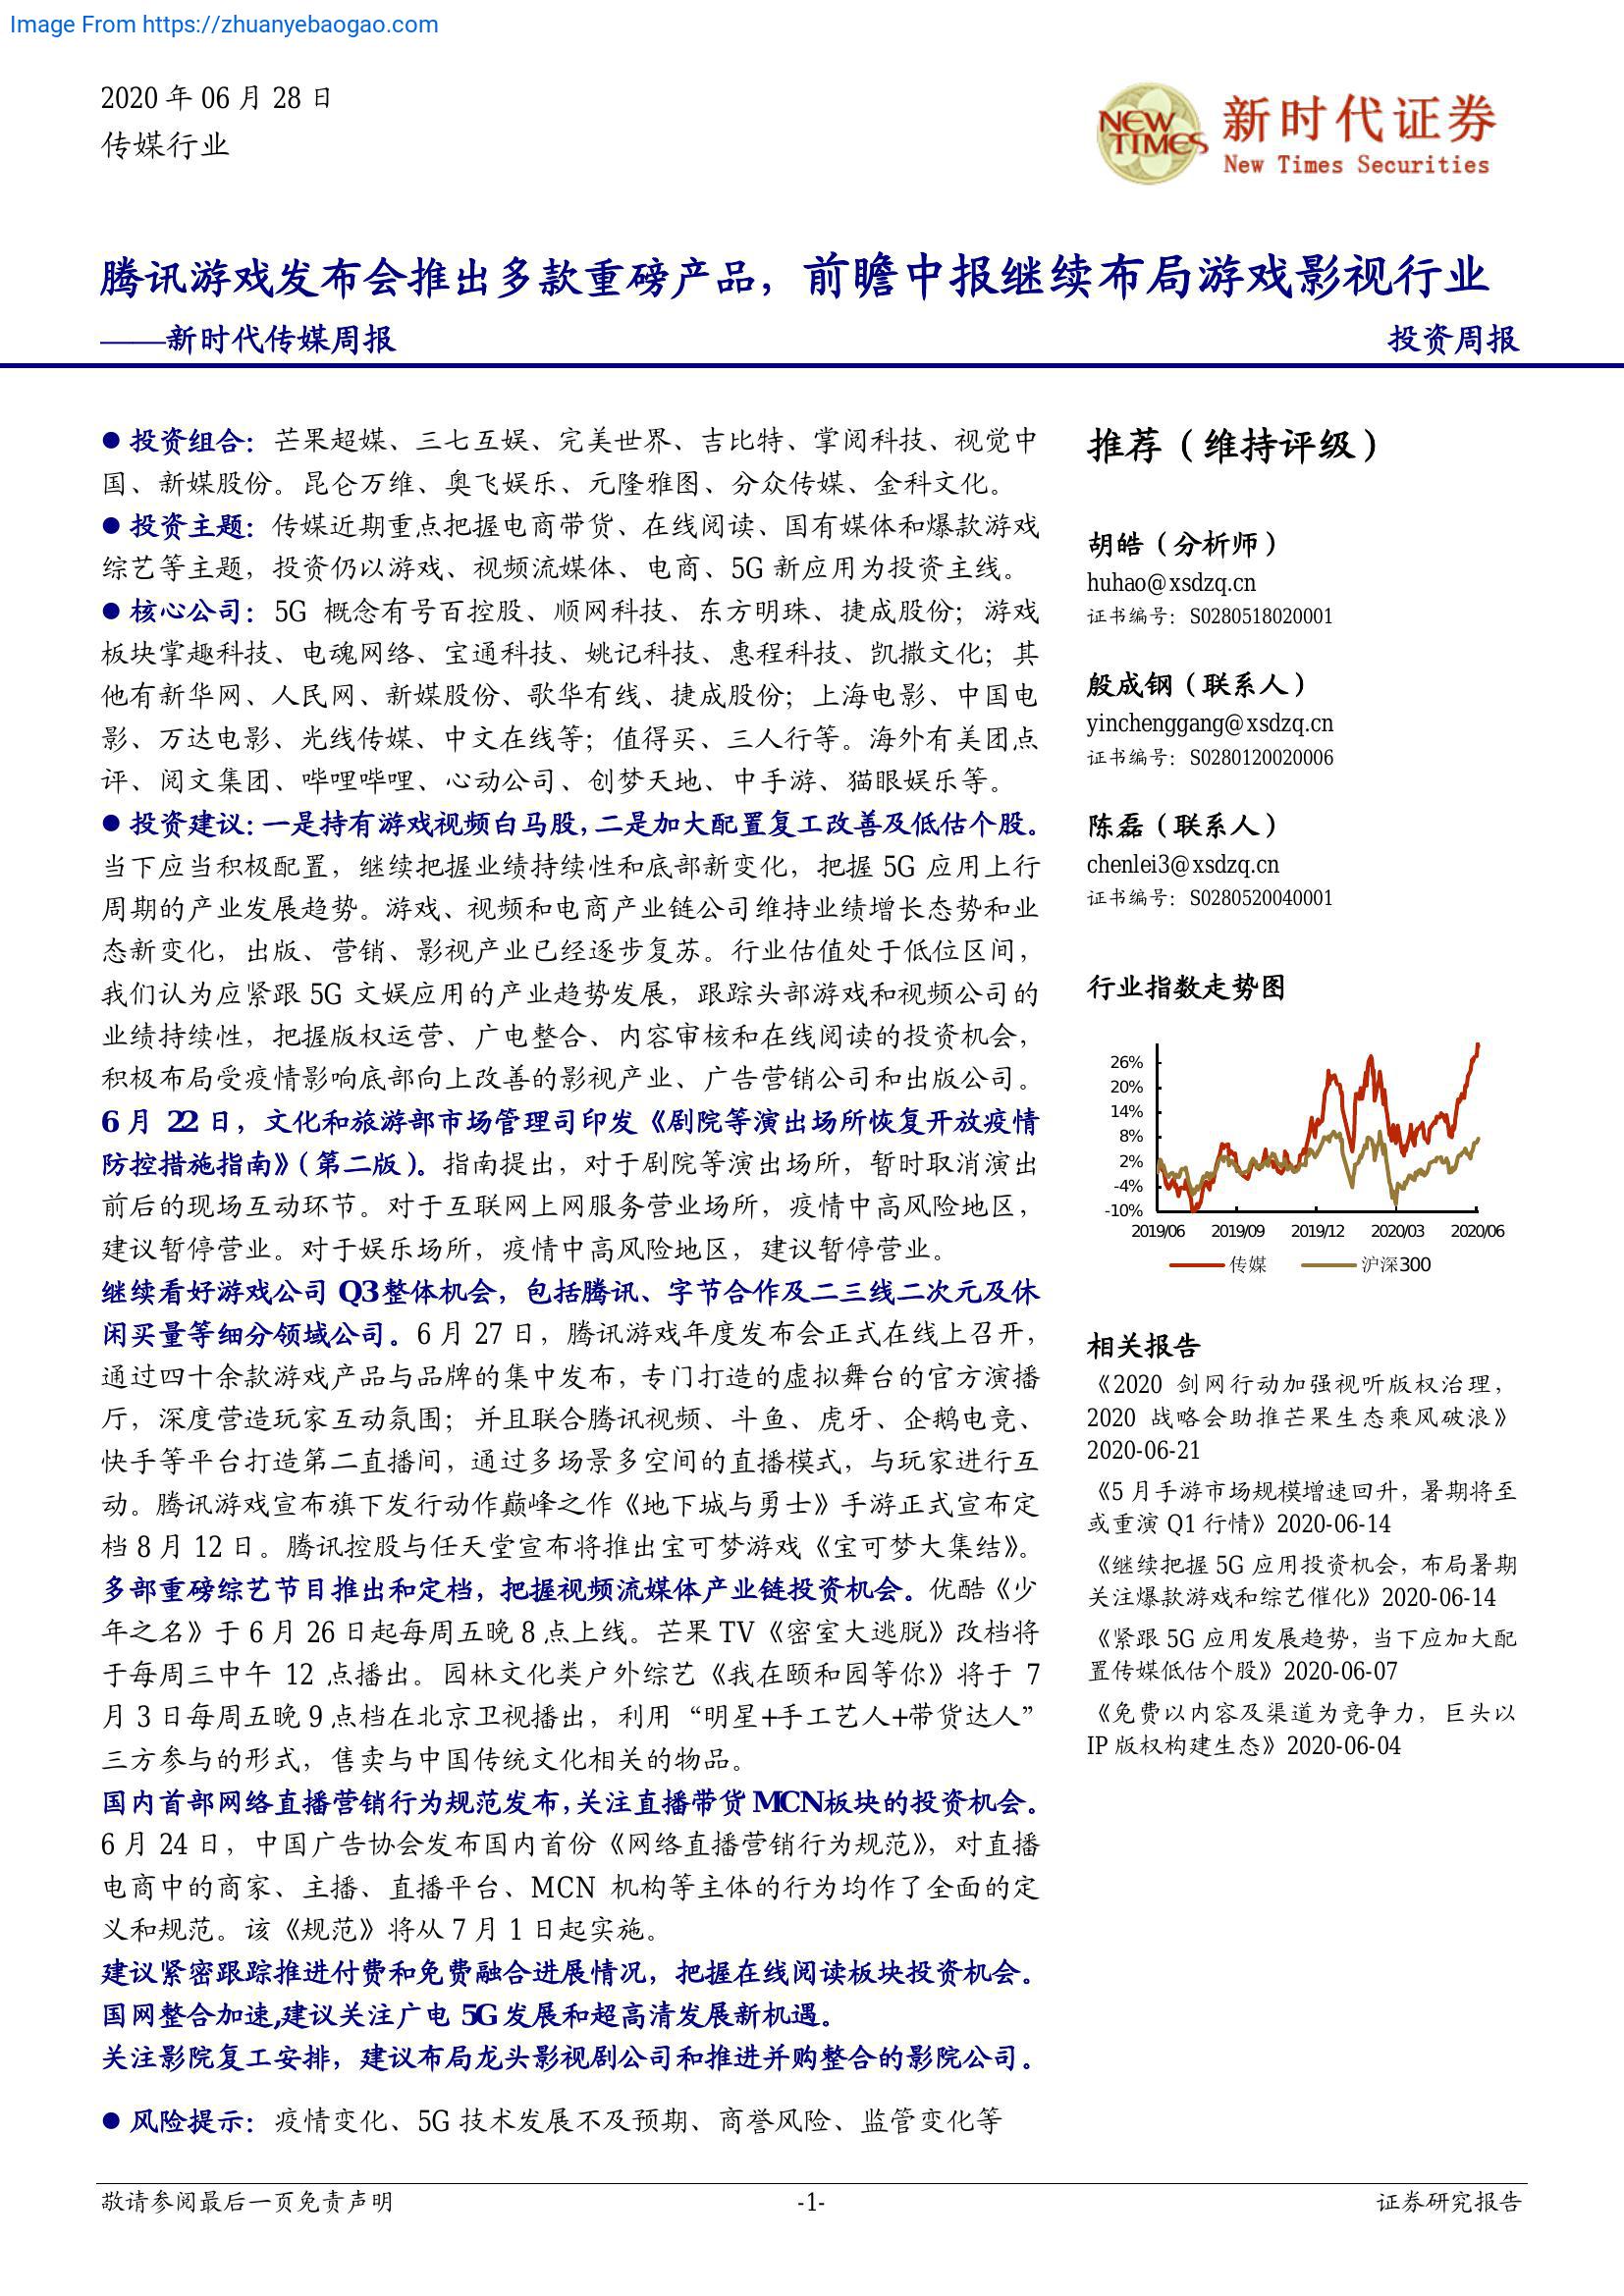 Image From https://zhuanyebaogao.com
2020 年 06 月 28 日
传媒行业
NEW TIMES
新时代证券
New Times Securities
腾讯游戏发布会推出多款重磅产品，前瞻中报继续布局游戏影视行业
——新时代传媒周报
投资周报
● 投资组合：芒果超媒、三七互娱、完美世界、吉比特、掌阅科技、视觉中
国、新媒股份。昆仑万维、奥飞娱乐、元隆雅图、分众传媒、金科文化。
● 投资主题：传媒近期重点把握电商带货、在线阅读、国有媒体和爆款游戏
综艺等主题，投资仍以游戏、视频流媒体、电商、5G 新应用为投资主线。
● 核心公司：5G 概念有号百控股、顺网科技、东方明珠、捷成股份；游戏
板块掌趣科技、电魂网络、宝通科技、姚记科技、惠程科技、凯撒文化；其
他有新华网、人民网、新媒股份、歌华有线、捷成股份；上海电影、中国电
影、万达电影、光线传媒、中文在线等；值得买、三人行等。海外有美团点
评、阅文集团、哔哩哔哩、心动公司、创梦天地、中手游、猫眼娱乐等。
● 投资建议：一是持有游戏视频白马股，二是加大配置复工改善及低估个股。
当下应当积极配置，继续把握业绩持续性和底部新变化，把握 5G 应用上行
周期的产业发展趋势。游戏、视频和电商产业链公司维持业绩增长态势和业
态新变化，出版、营销、影视产业已经逐步复苏。行业估值处于低位区间，
我们认为应紧跟 5G 文娱应用的产业趋势发展，跟踪头部游戏和视频公司的
业绩持续性，把握版权运营、广电整合、内容审核和在线阅读的投资机会，
积极布局受疫情影响底部向上改善的影视产业、广告营销公司和出版公司。
6 月 22 日，文化和旅游部市场管理司印发《剧院等演出场所恢复开放疫情
防控措施指南》（第二版）。指南提出，对于剧院等演出场所，暂时取消演出
前后的现场互动环节。对于互联网上网服务营业场所，疫情中高风险地区，
建议暂停营业。对于娱乐场所，疫情中高风险地区，建议暂停营业。
继续看好游戏公司 Q3 整体机会，包括腾讯、字节合作及二三线二次元及休
闲买量等细分领域公司。6 月 27 日，腾讯游戏年度发布会正式在线上召开，
通过四十余款游戏产品与品牌的集中发布，专门打造的虚拟舞台的官方演播
厅，深度营造玩家互动氛围；并且联合腾讯视频、斗鱼、虎牙、企鹅电竞、
快手等平台打造第二直播间，通过多场景多空间的直播模式，与玩家进行互
动。腾讯游戏宣布旗下发行动作巅峰之作《地下城与勇士》手游正式宣布定
档 8 月 12 日。腾讯控股与任天堂宣布将推出宝可梦游戏《宝可梦大集结》。
多部重磅综艺节目推出和定档，把握视频流媒体产业链投资机会。优酷《少
年之名》于 6 月 26 日起每周五晚 8 点上线。芒果 TV《密室大逃脱》改档将
于每周三中午 12 点播出。园林文化类户外综艺《我在颐和园等你》将于 7
月 3 日每周五晚 9 点档在北京卫视播出，利用“明星+手工艺人+带货达人”
三方参与的形式，售卖与中国传统文化相关的物品。
国内首部网络直播营销行为规范发布，关注直播带货 MCN板块的投资机会。
6 月 24 日，中国广告协会发布国内首份《网络直播营销行为规范》，对直播
电商中的商家、主播、直播平台、MCN 机构等主体的行为均作了全面的定
义和规范。该《规范》将从 7 月 1 日起实施。
建议紧密跟踪推进付费和免费融合进展情况，把握在线阅读板块投资机会。
国网整合加速,建议关注广电 5G 发展和超高清发展新机遇。
关注影院复工安排，建议布局龙头影视剧公司和推进并购整合的影院公司。
● 风险提示：疫情变化、5G 技术发展不及预期、商誉风险、监管变化等
推荐（维持评级）
胡皓（分析师）
huhao@xsdzq.cn
证书编号：S0280518020001
殷成钢（联系人）
yinchenggang@xsdzq.cn
证书编号：S0280120020006
陈磊（联系人）
chenlei3@xsdzq.cn
证书编号：S0280520040001
行业指数走势图
26%
20%
14%
8%
2%
-4%
-10%
2019/06 2019/09 2019/12 2020/03 2020/06
传媒 沪深300
相关报告
《2020 剑网行动加强视听版权治理，
2020 战略会助推芒果生态乘风破浪》
2020-06-21
《5 月手游市场规模增速回升，暑期将至
或重演 Q1 行情》2020-06-14
《继续把握 5G 应用投资机会，布局暑期
关注爆款游戏和综艺催化》2020-06-14
《紧跟 5G 应用发展趋势，当下应加大配
置传媒低估个股》2020-06-07
《免费以内容及渠道为竞争力，巨头以
IP 版权构建生态》2020-06-04
敬请参阅最后一页免责声明
-1-
证券研究报告